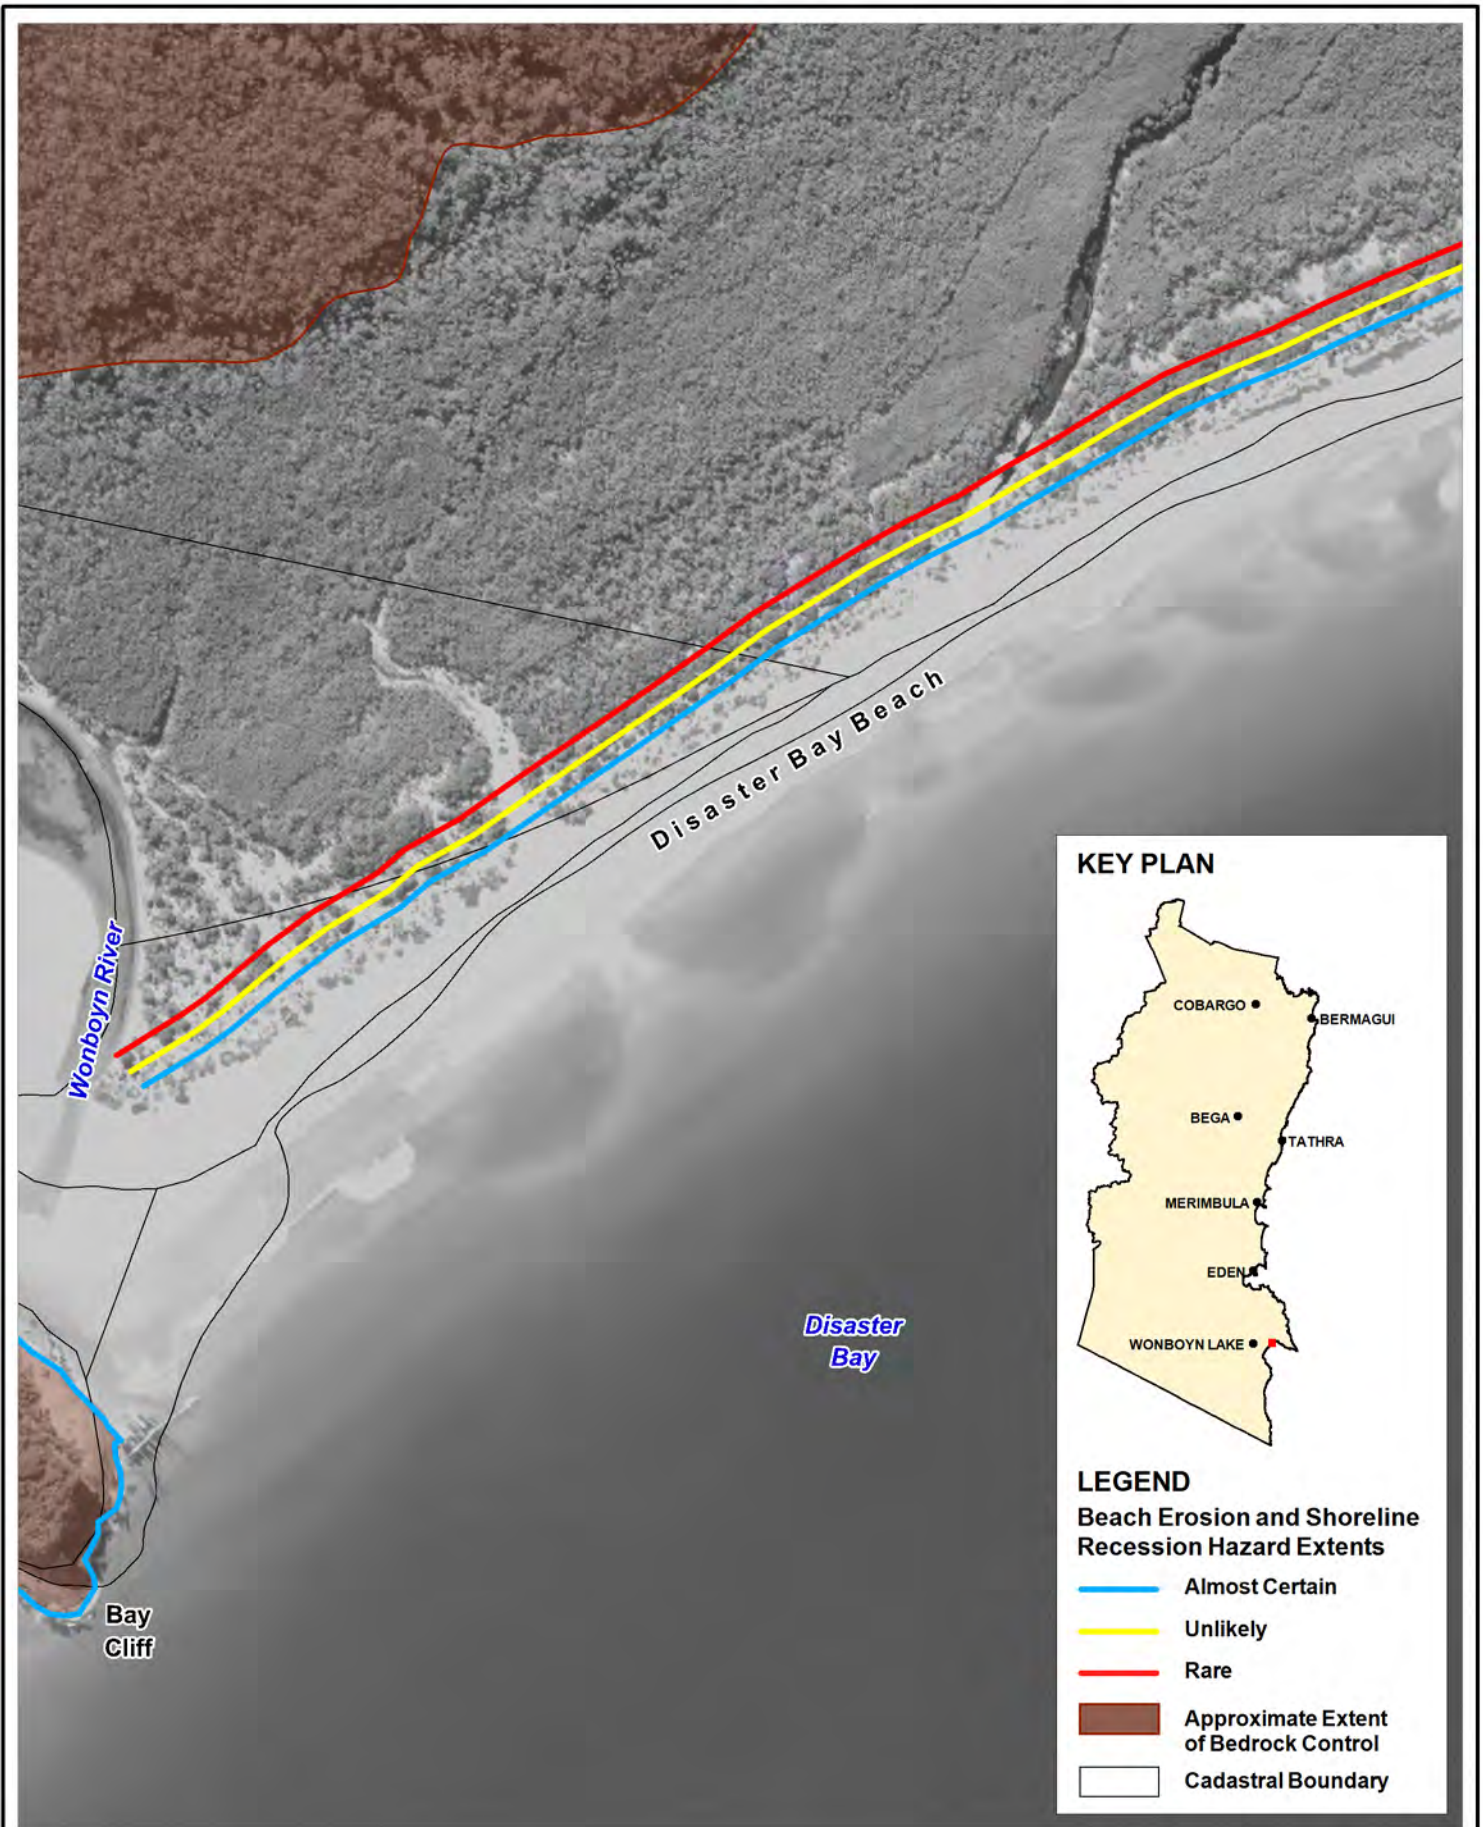 Disaster Bay Beach
Wonboyn River
Disaster
Bay
Bay
Cliff
KEY PLAN
COBARGO
BERMAGUI
BEGA
TATHRA
MERIMBULA
EDEN
WONBOYN LAKE
LEGEND
Beach Erosion and Shoreline
Recession Hazard Extents
Almost Certain
Unlikely
Rare
Approximate Extent
of Bedrock Control
Cadastral Boundary